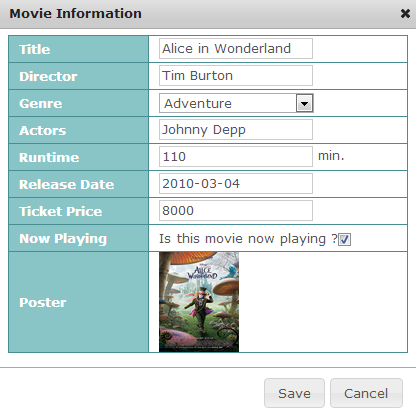 Movie Information
Title Alice in Wonderland
Director Tim Burton
Genre Adventure
Actors Johnny Depp
Runtime 110 min.
Release Date 2010-03-04
Ticket Price 8000
Now Playing Is this movie now playing ?
Poster
ALICE
WONDERLAND
Save Cancel